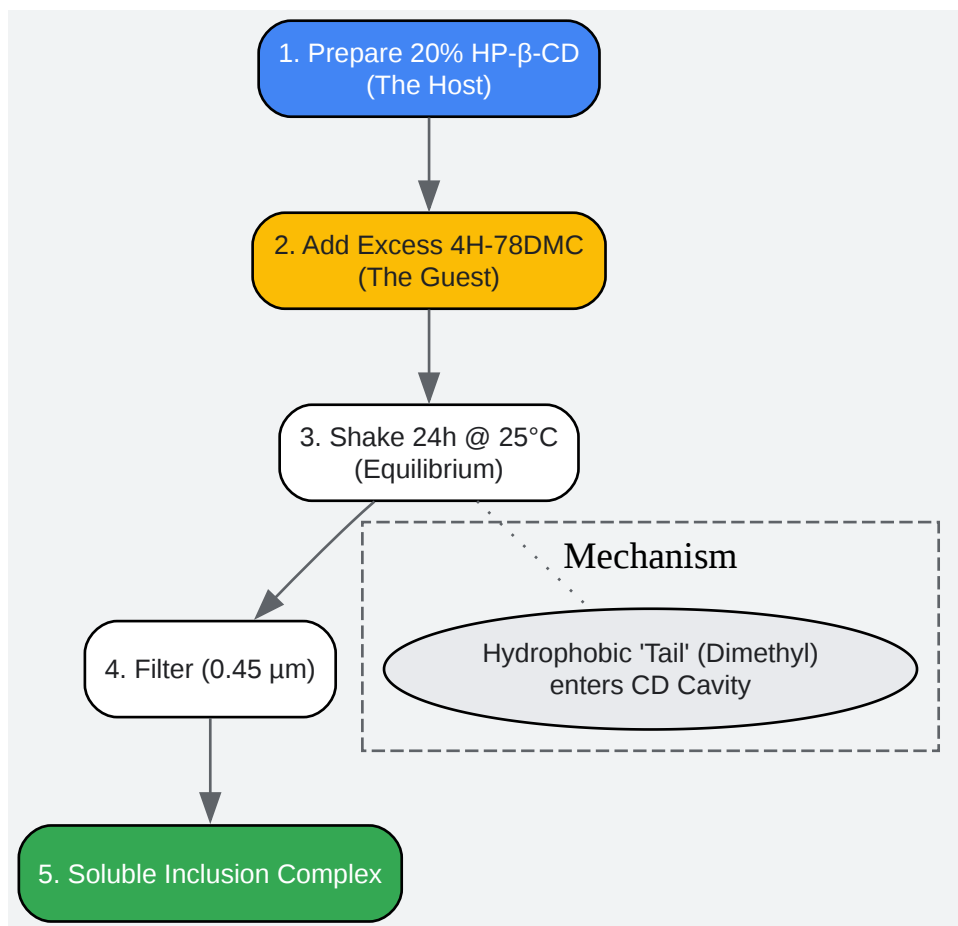 1. Prepare 20% HP-β-CD
(The Host)
2. Add Excess 4H-78DMC
(The Guest)
3. Shake 24h @ 25°C
(Equilibrium)
Mechanism
Hydrophobic 'Tail' (Dimethyl)
enters CD Cavity
4. Filter (0.45 µm)
5. Soluble Inclusion Complex